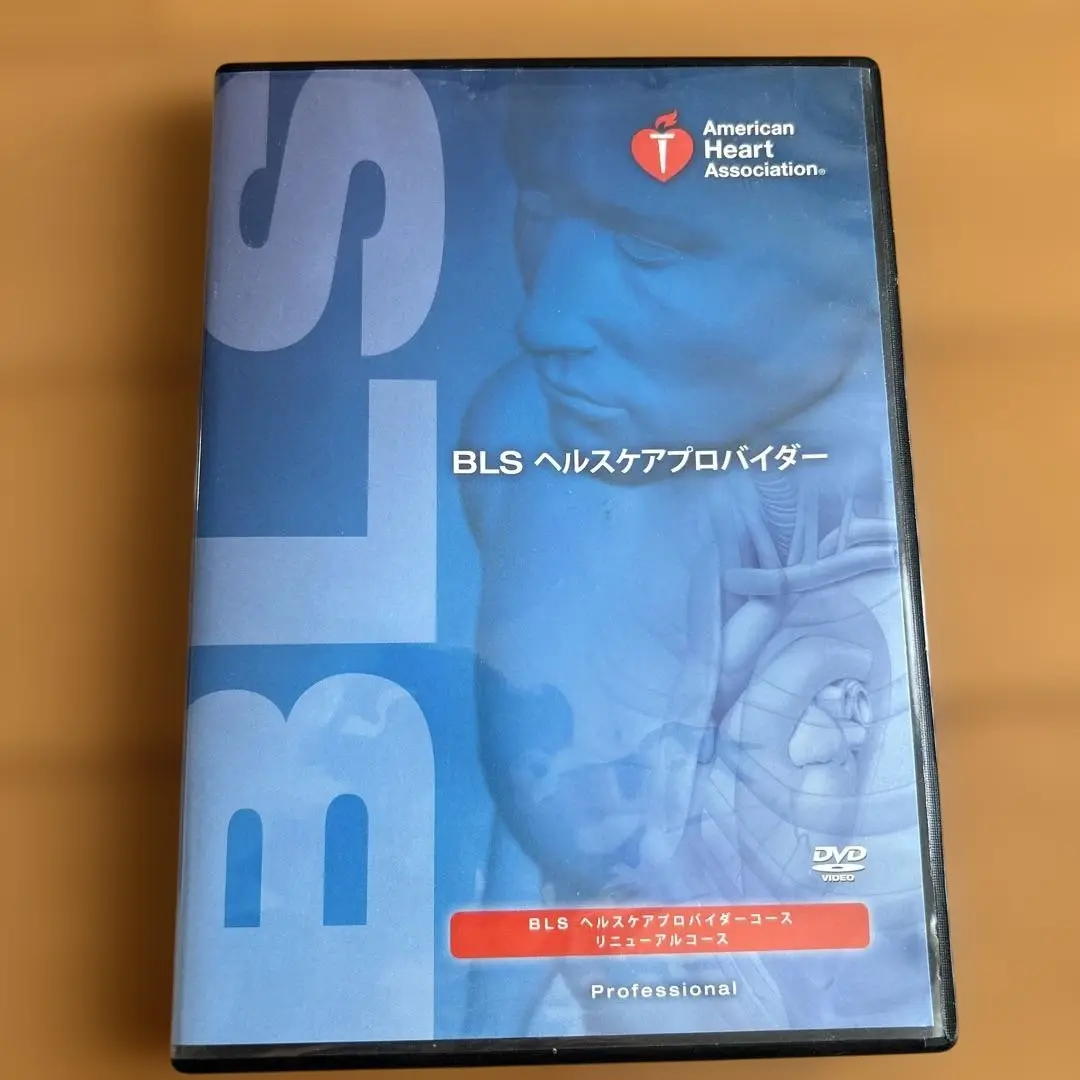 BLS
American
Heart
Association®
BLS ヘルスケアプロバイダー
DVD
VIDEO
BLS ヘルスケアプロバイダーコース
リニューアルコース
Professional